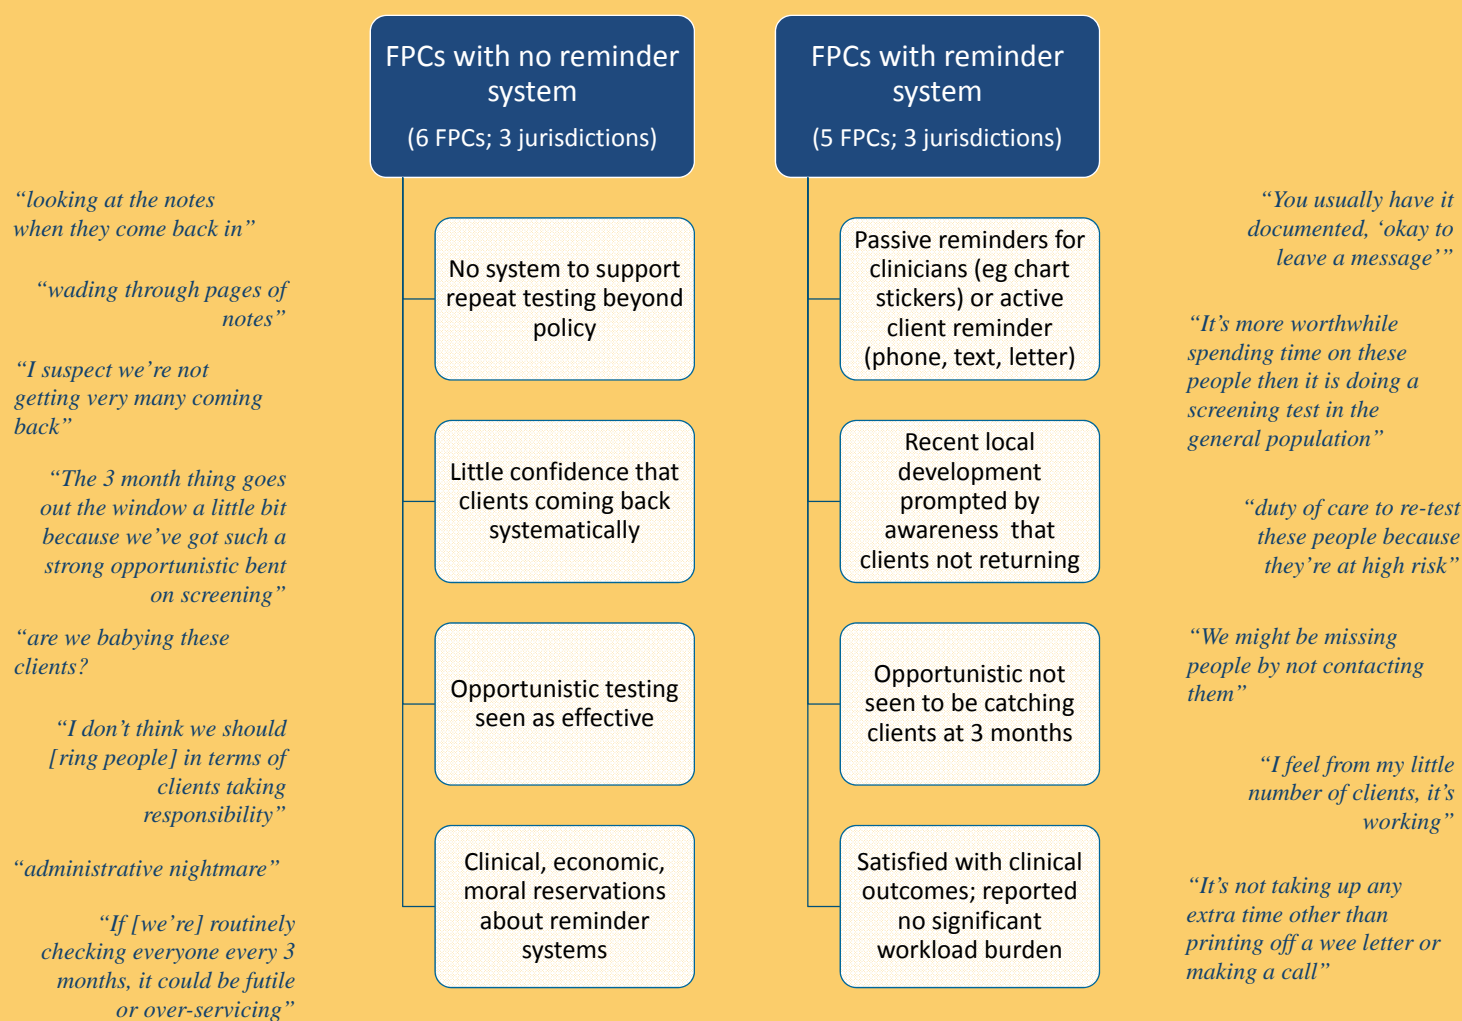 FPCs with no reminder
system
(6 FPCs; 3 jurisdictions)
FPCs with reminder
system
(5 FPCs; 3 jurisdictions)
“looking at the notes
when they come back in”
“wading through pages of
notes”
“I suspect we’re not
getting very many coming
back”
“The 3 month thing goes
out the window a little bit
because we’ve got such a
strong opportunistic bent
on screening”
“are we babying these
clients?
“I don’t think we should
[ring people] in terms of
clients taking
responsibility”
“administrative nightmare”
“If [we’re] routinely
checking everyone every 3
months, it could be futile
or over-servicing”
No system to support
repeat testing beyond
policy
Little confidence that
clients coming back
systematically
Opportunistic testing
seen as effective
Clinical, economic,
moral reservations
about reminder
systems
Passive reminders for
clinicians (eg chart
stickers) or active
client reminder
(phone, text, letter)
Recent local
development
prompted by
awareness that
clients not returning
Opportunistic not
seen to be catching
clients at 3 months
Satisfied with clinical
outcomes; reported
no significant
workload burden
“You usually have it
documented, ‘okay to
leave a message’”
“It’s more worthwhile
spending time on these
people then it is doing a
screening test in the
general population”
“duty of care to re-test
these people because
they’re at high risk”
“We might be missing
people by not contacting
them”
“I feel from my little
number of clients, it’s
working”
“It’s not taking up any
extra time other than
printing off a wee letter or
making a call”